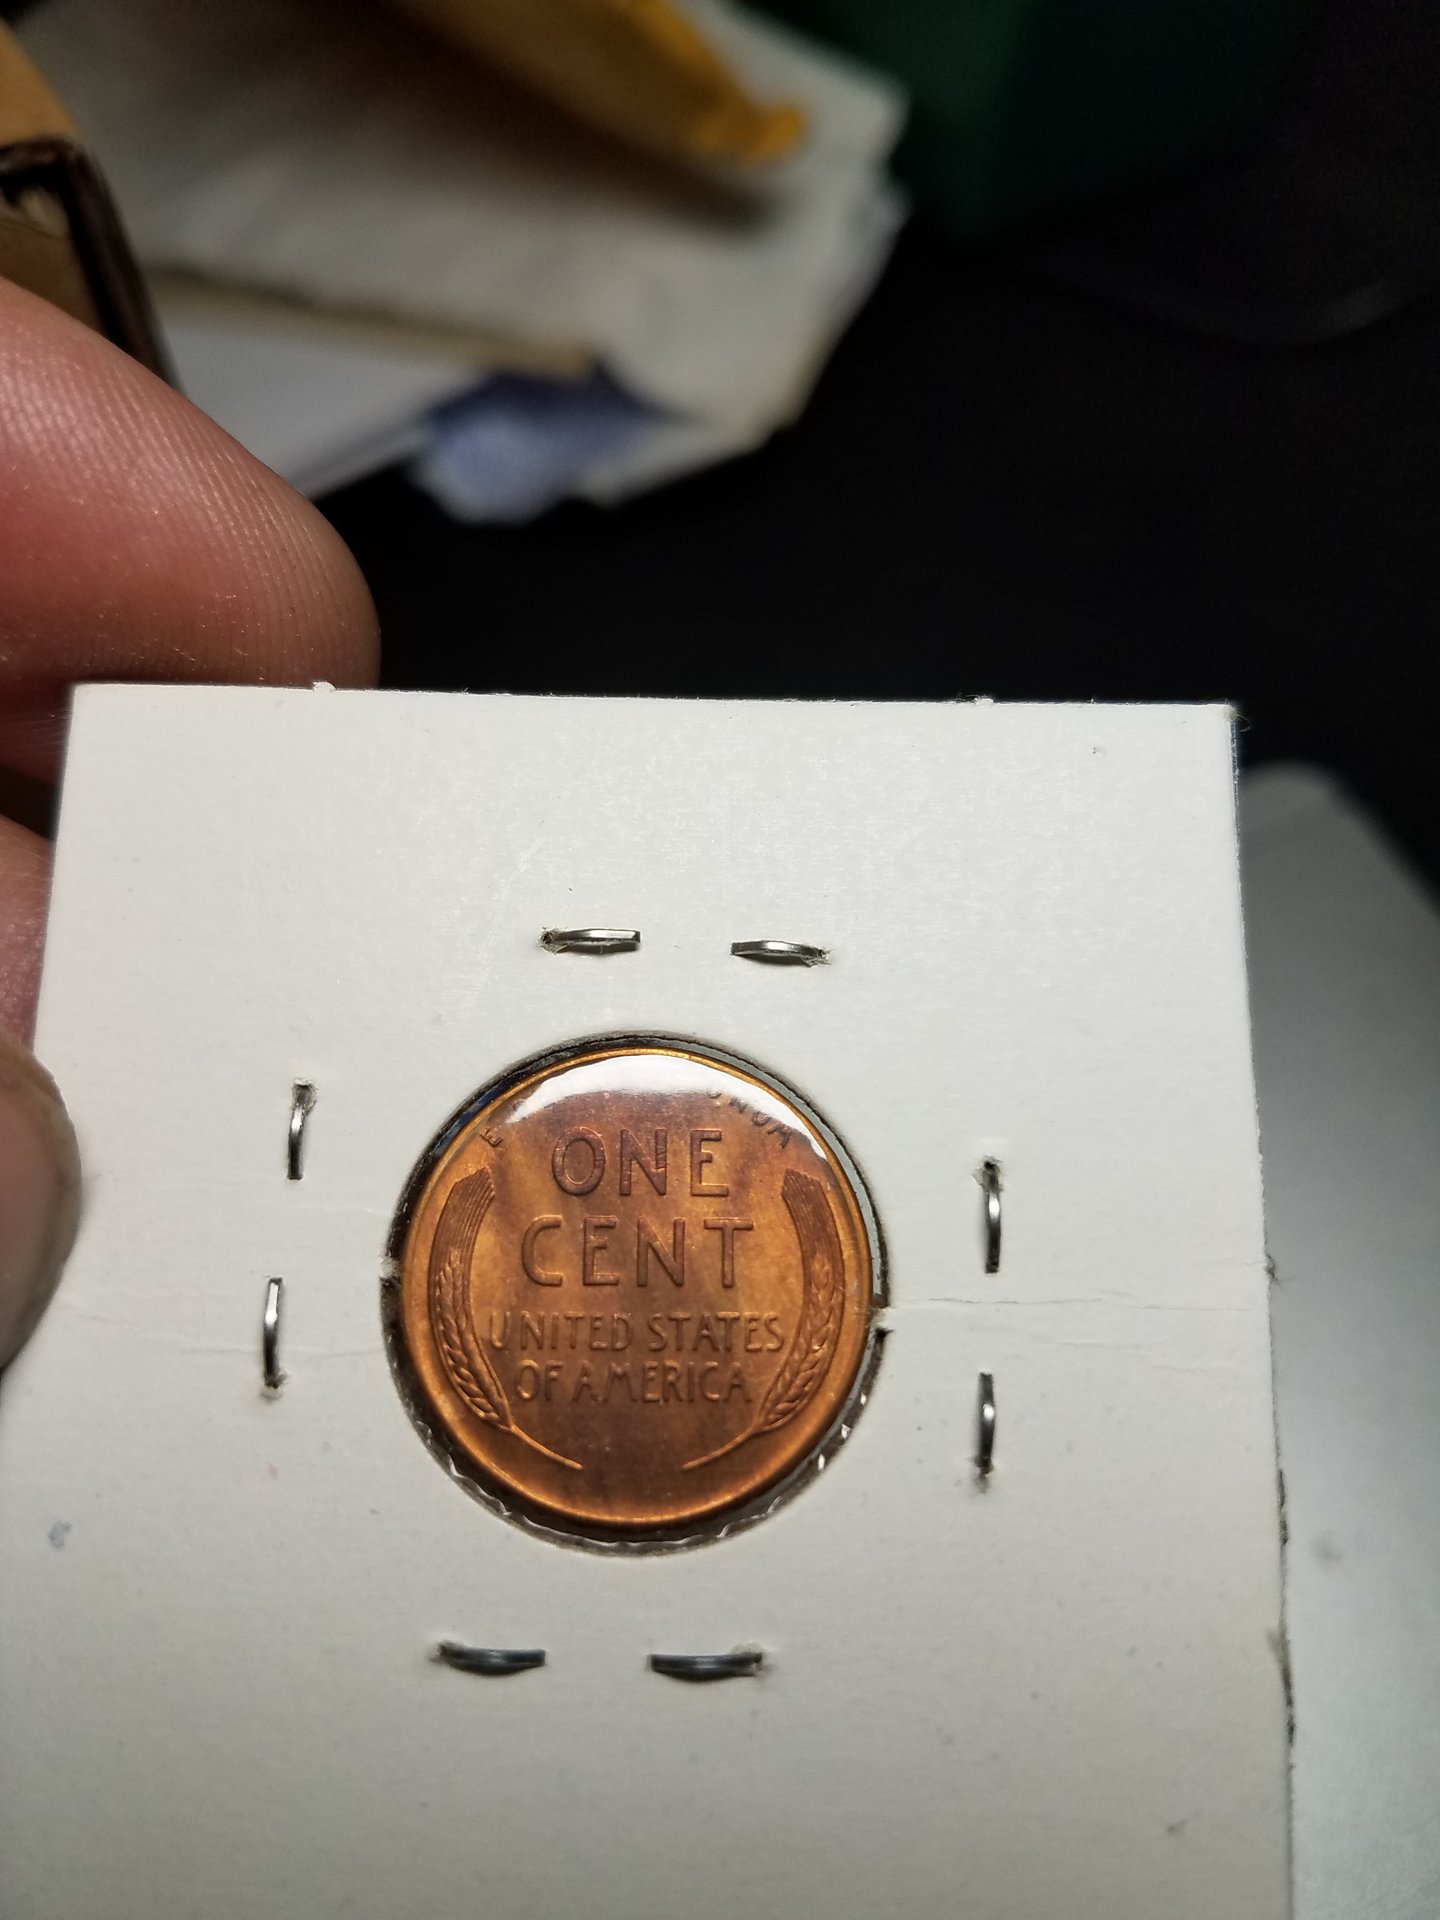 ONE
CENT
UNITED STATES
OF AMERICA